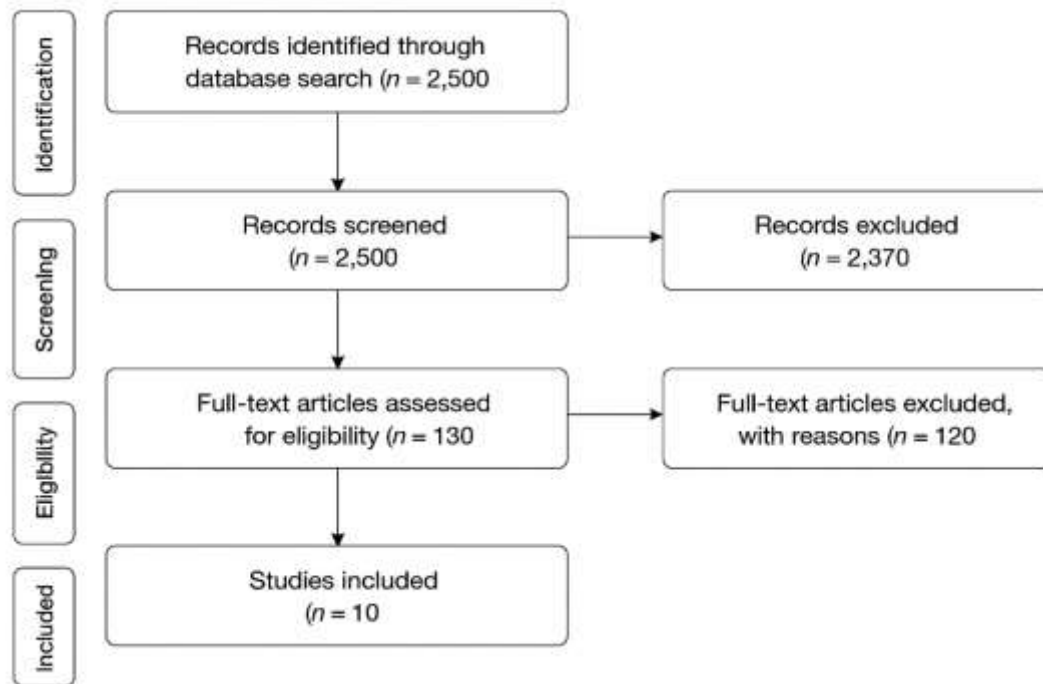 Identification
Records identified through
database search (n = 2,500
Screening
Records screened
(n = 2,500
Records excluded
(n = 2,370
Eligibility
Full-text articles assessed
for eligibility (n = 130
Full-text articles excluded,
with reasons (n = 120
Included
Studies included
(n = 10